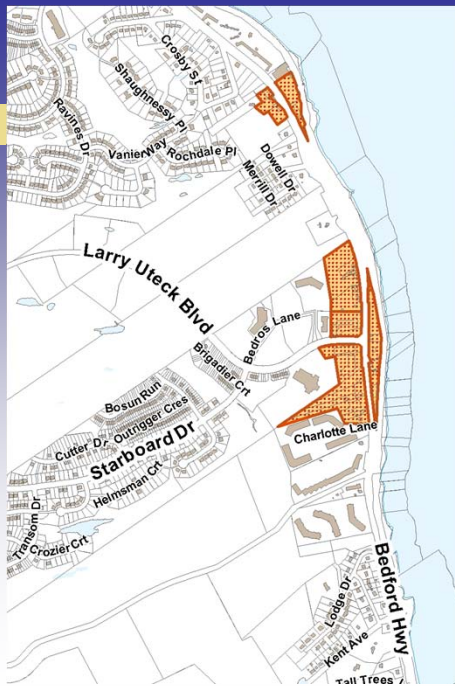 Crosby St
Shaughnessy Pl
Ravines Dr
Vanier Way
Rochdale Pl
Dowell Dr
Merrill Dr
Larry Uteck Blvd
Bedros Lane
Brigadier Crt
Bosun Run
Outrigger Cres
Cutter Dr
Starboard Dr
Charlotte Lane
Helmsman Crt
Transom Dr
Crozier Crt
Bedford Hwy
Lodge Dr
Kent Ave
Tall Trees